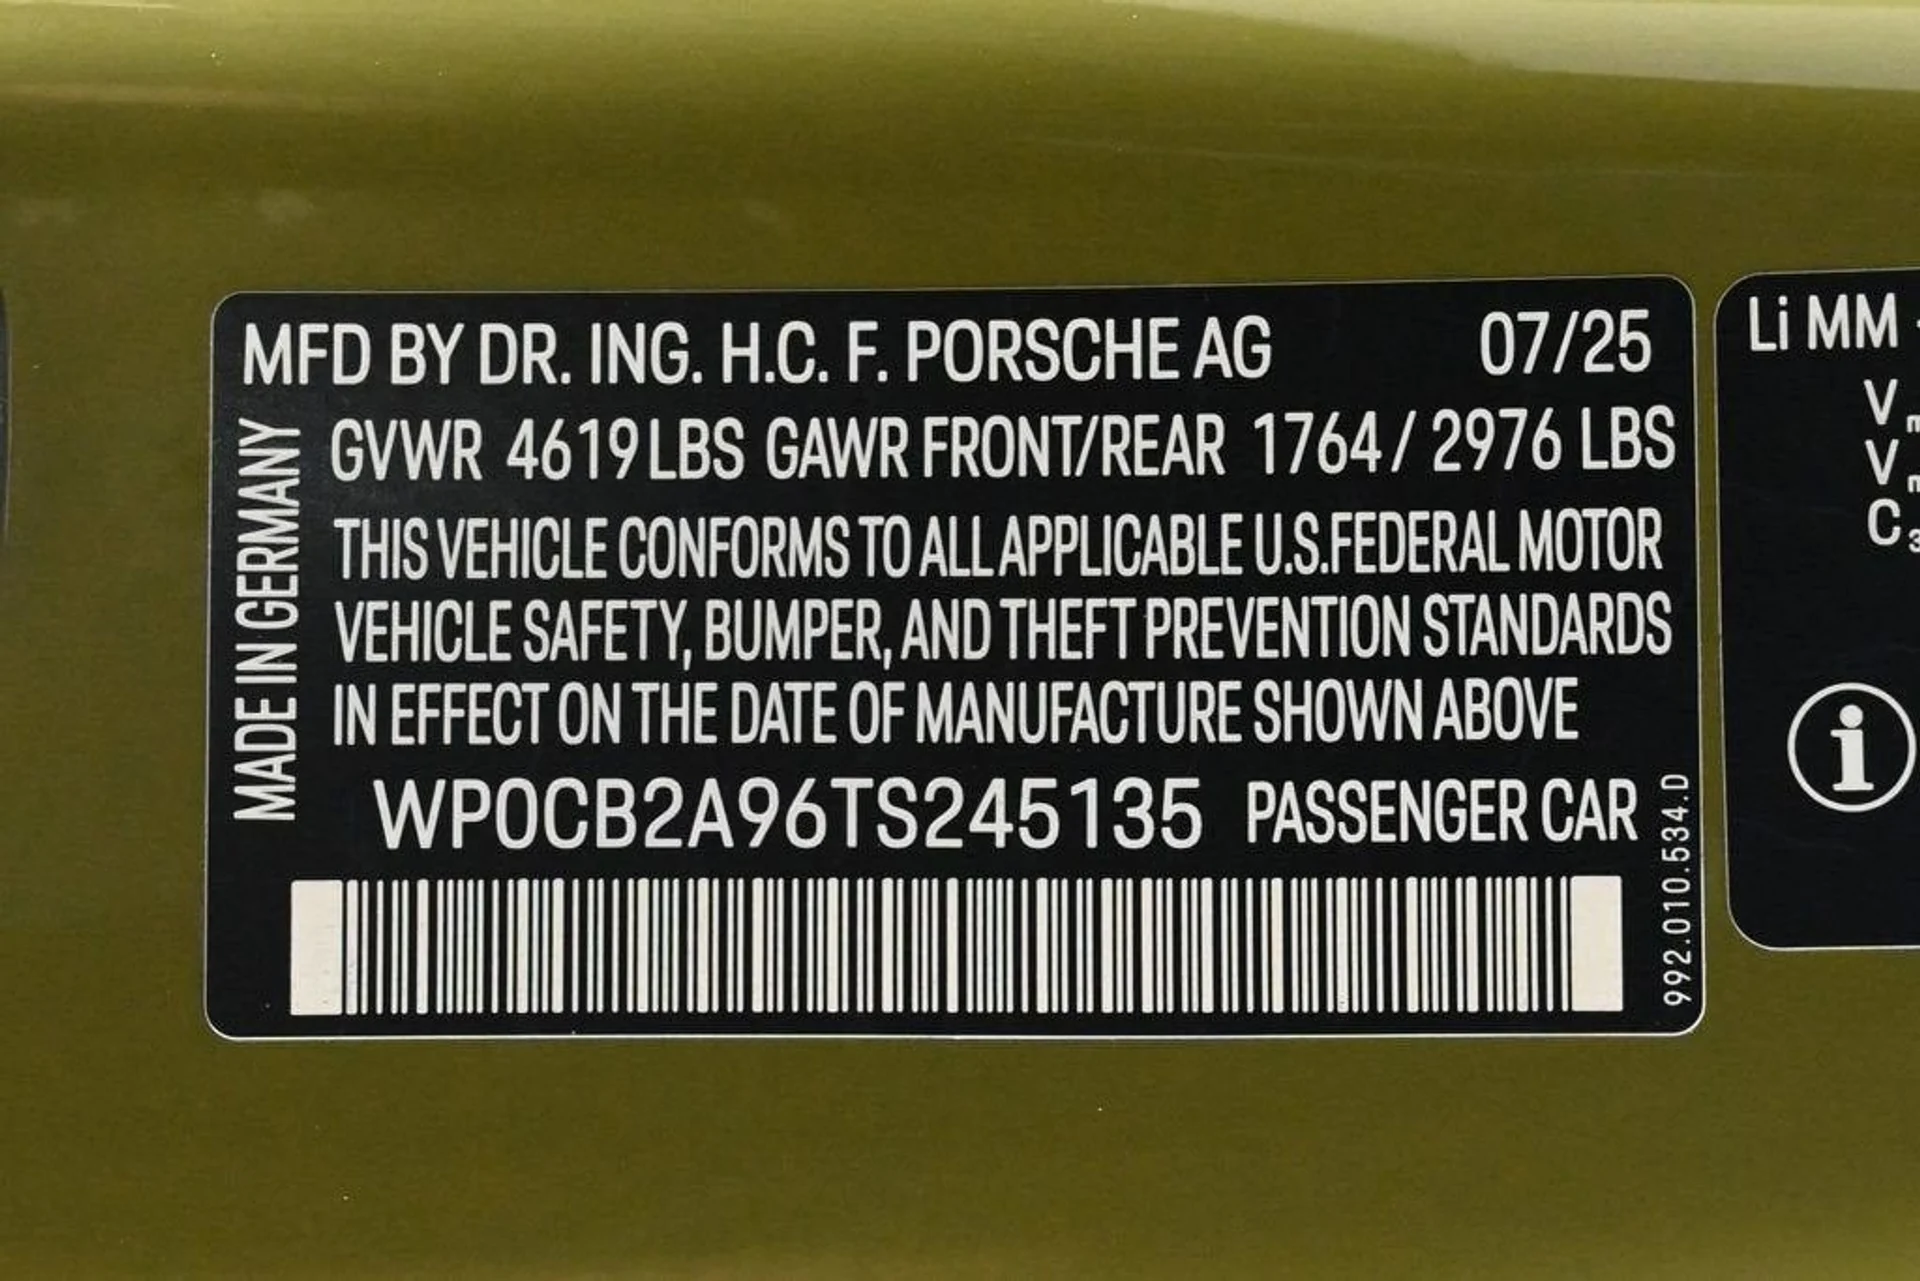 MFD BY DR. ING. H.C. F. PORSCHE AG 07/25
GVWR 4619 LBS GAWR FRONT/REAR 1764 / 2976 LBS
THIS VEHICLE CONFORMS TO ALL APPLICABLE U.S.FEDERAL MOTOR
VEHICLE SAFETY, BUMPER, AND THEFT PREVENTION STANDARDS
IN EFFECT ON THE DATE OF MANUFACTURE SHOWN ABOVE
WP0CB2A96TS245135 PASSENGER CAR
MADE IN GERMANY
992.010.534.D
Li MM
V
V
C 3